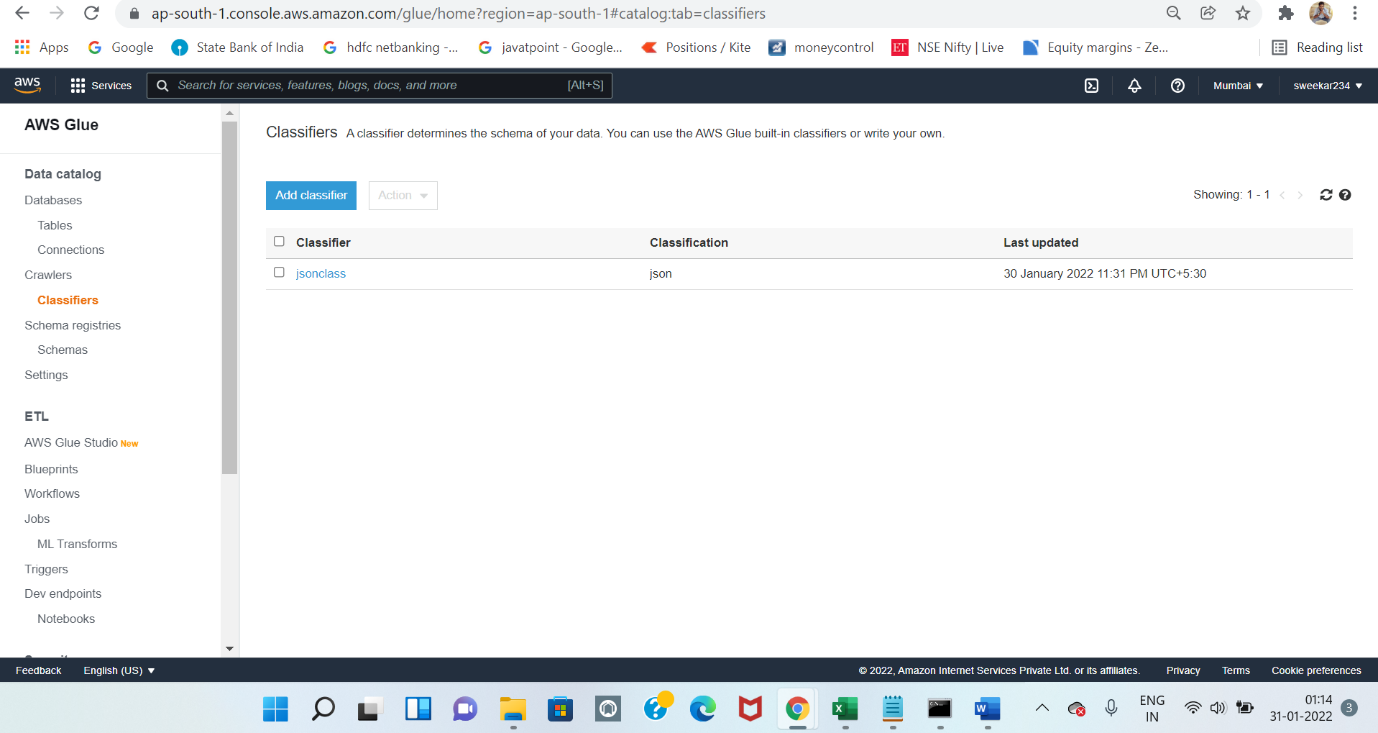 ap-south-1.console.aws.amazon.com/glue/home?region=ap-south-1#catalog:tab=classifiers
Apps
Google
State Bank of India
hdfc netbanking -...
javatpoint - Google...
Positions / Kite
moneycontrol
ET
NSE Nifty | Live
Equity margins - Ze...
Reading list
aws
Services
Search for services, features, blogs, docs, and more
[Alt+S]
Mumbai
sweekar234
AWS Glue
Data catalog
Databases
Tables
Connections
Crawlers
Classifiers
Schema registries
Schemas
Settings
ETL
AWS Glue Studio New
Blueprints
Workflows
Jobs
ML Transforms
Triggers
Dev endpoints
Notebooks
Classifiers A classifier determines the schema of your data. You can use the AWS Glue built-in classifiers or write your own.
Add classifier
Action
Showing: 1 - 1
Classifier Classification Last updated
jsonclass json 30 January 2022 11:31 PM UTC+5:30
Feedback
English (US)
© 2022, Amazon Internet Services Private Ltd. or its affiliates.
Privacy
Terms
Cookie preferences
ENG
IN
01:14
31-01-2022
3